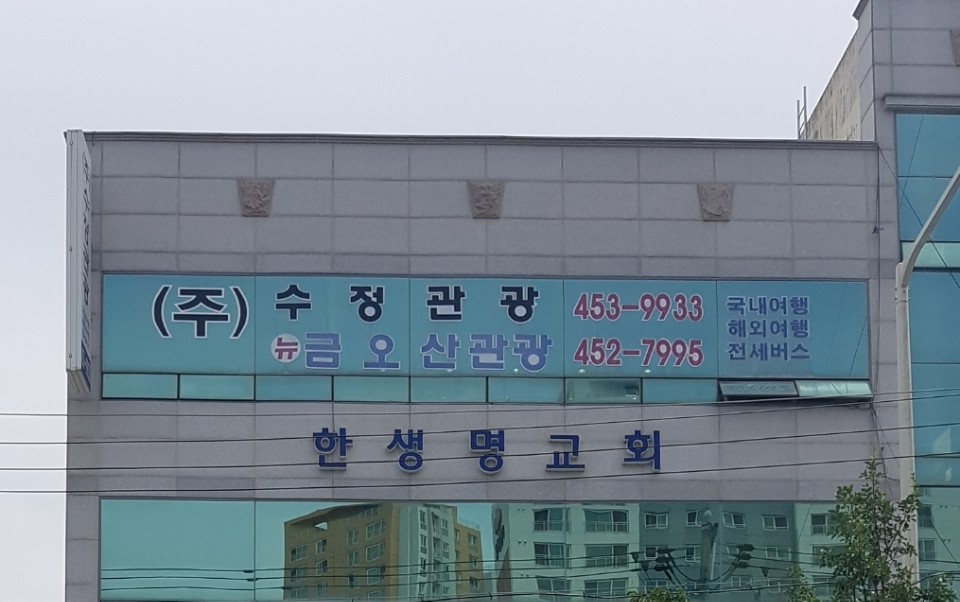 (주) 수정관광 453-9933 국내여행
뉴 금오산관광 452-7995 해외여행
전세버스
한생명교회